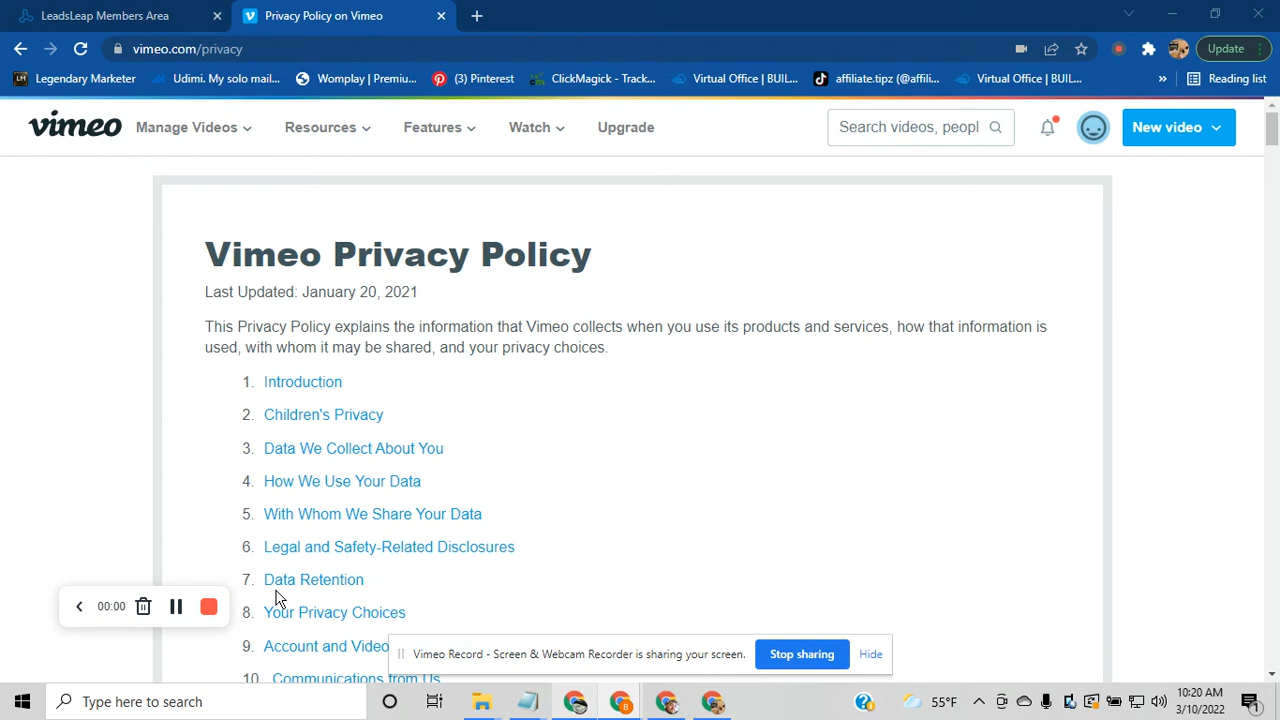 LeadsLeap Members Area
Privacy Policy on Vimeo
vimeo.com/privacy
Update
LM Legendary Marketer
Udimi. My solo mail...
Womplay | Premiu...
(3) Pinterest
ClickMagick - Track...
Virtual Office | BUIL...
affiliate.tipz (@affili...
Virtual Office | BUIL...
»
Reading list
vimeo
Manage Videos
Resources
Features
Watch
Upgrade
Search videos, peopl
New video
Vimeo Privacy Policy
Last Updated: January 20, 2021
This Privacy Policy explains the information that Vimeo collects when you use its products and services, how that information is
used, with whom it may be shared, and your privacy choices.
1. Introduction
2. Children's Privacy
3. Data We Collect About You
4. How We Use Your Data
5. With Whom We Share Your Data
6. Legal and Safety-Related Disclosures
7. Data Retention
00:00
8. Your Privacy Choices
9. Account and Video
10. Communications from Us
Vimeo Record - Screen & Webcam Recorder is sharing your screen.
Stop sharing
Hide
Type here to search
55°F
10:20 AM
3/10/2022
1